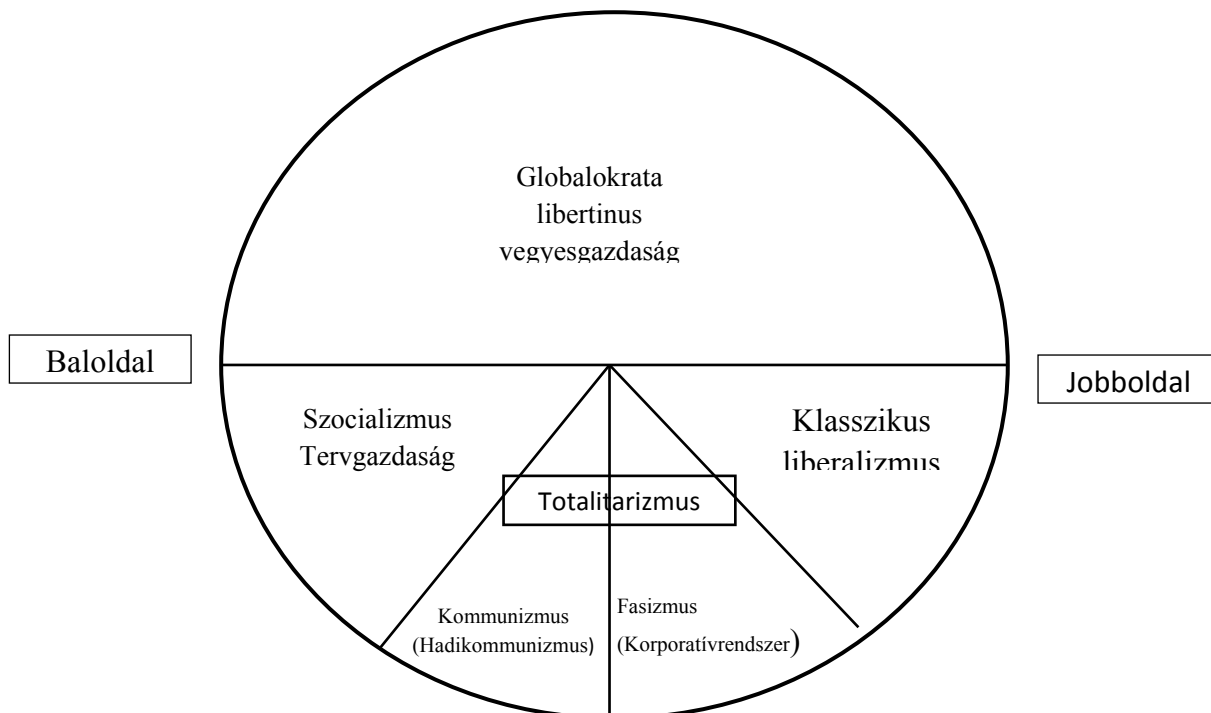 Globalokrata
libertinus
vegyesgazdaság
Baloldal
Jobboldal
Szocializmus
Tervgazdaság
Klasszikus
liberalizmus
Totalitarizmus
Kommunizmus
(Hadikommunizmus)
Fasizmus
(Korporatívrendszer)